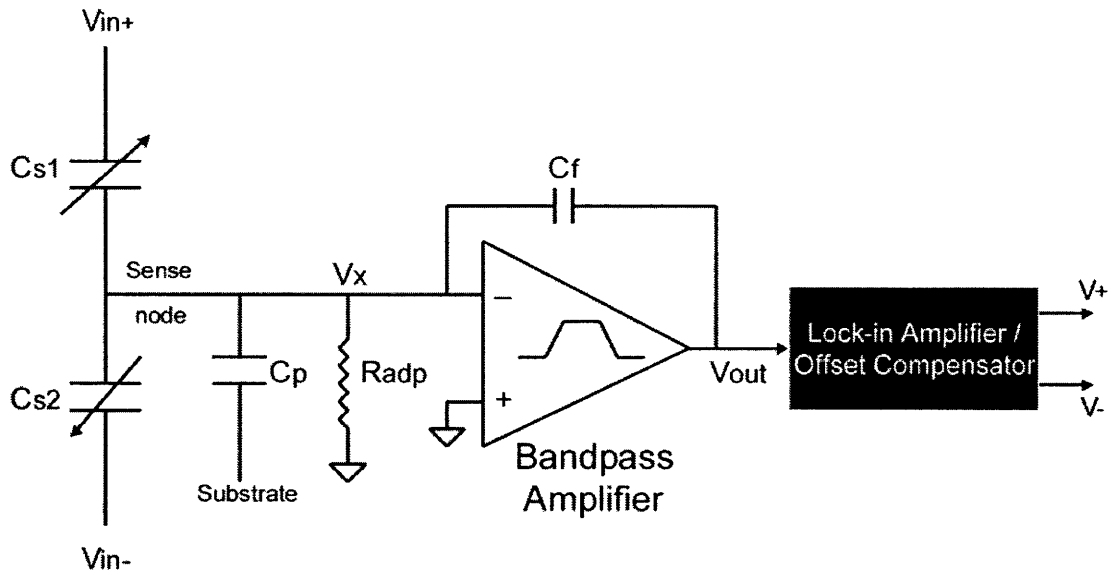 Vin+
Cs1
Cf
Sense
node
Vx
−
Cp
Radp
+
Cs2
Vout
Lock-in Amplifier /
Offset Compensator
V+
V-
Bandpass
Amplifier
Substrate
Vin-